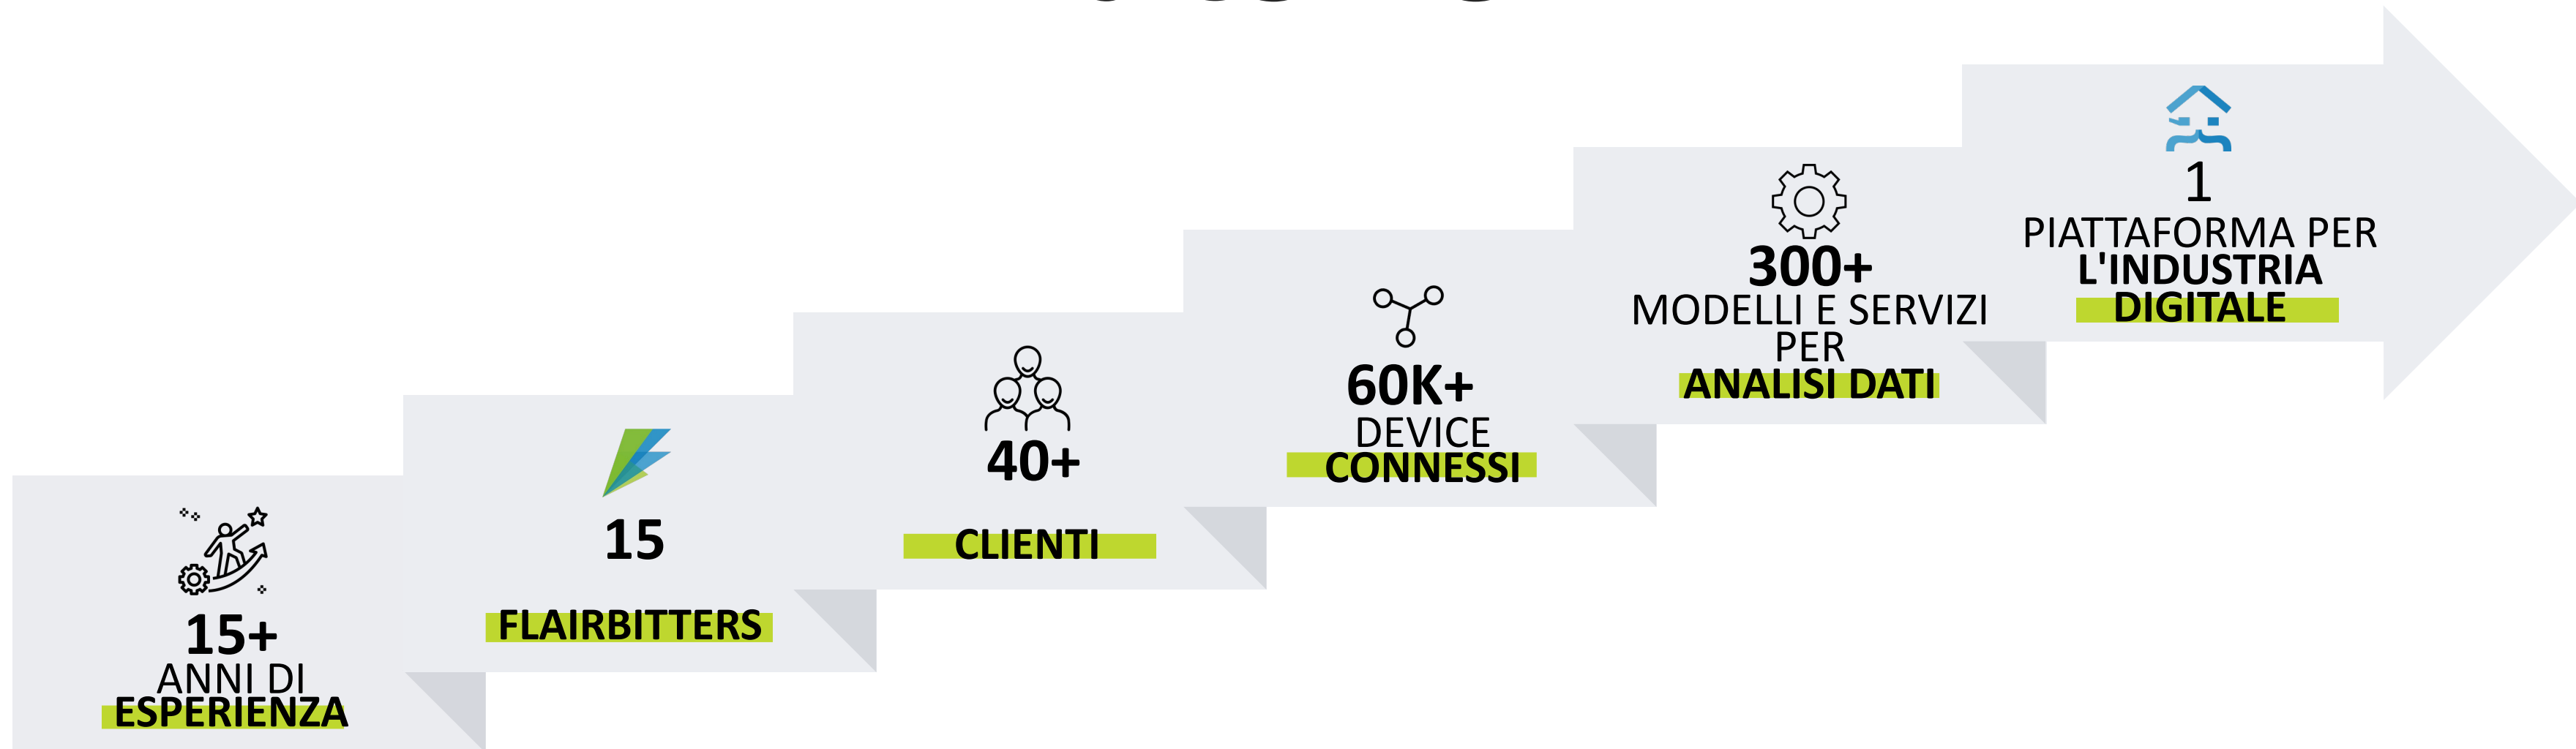 15+
ANNI DI
ESPERIENZA
15
FLAIRBITTERS
40+
CLIENTI
60K+
DEVICE
CONNESSI
300+
MODELLI E SERVIZI
PER
ANALISI DATI
1
PIATTAFORMA PER
L'INDUSTRIA
DIGITALE